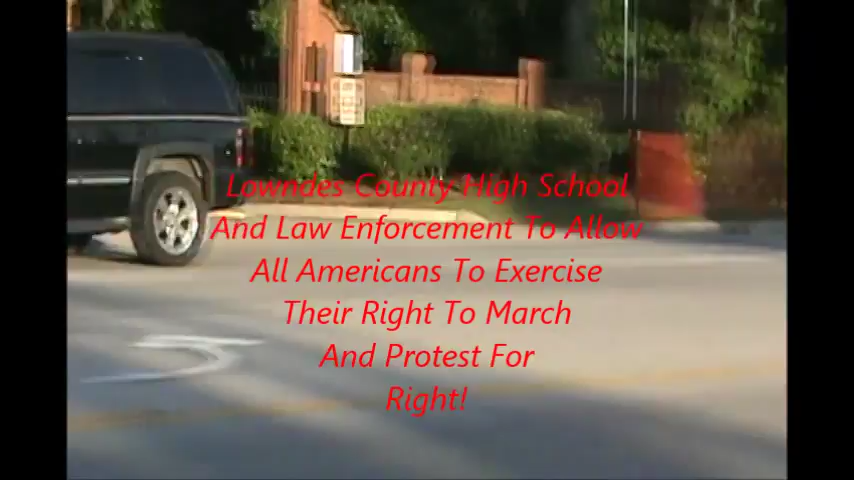 Lowndes County High School
And Law Enforcement To Allow
All Americans To Exercise
Their Right To March
And Protest For
Right!